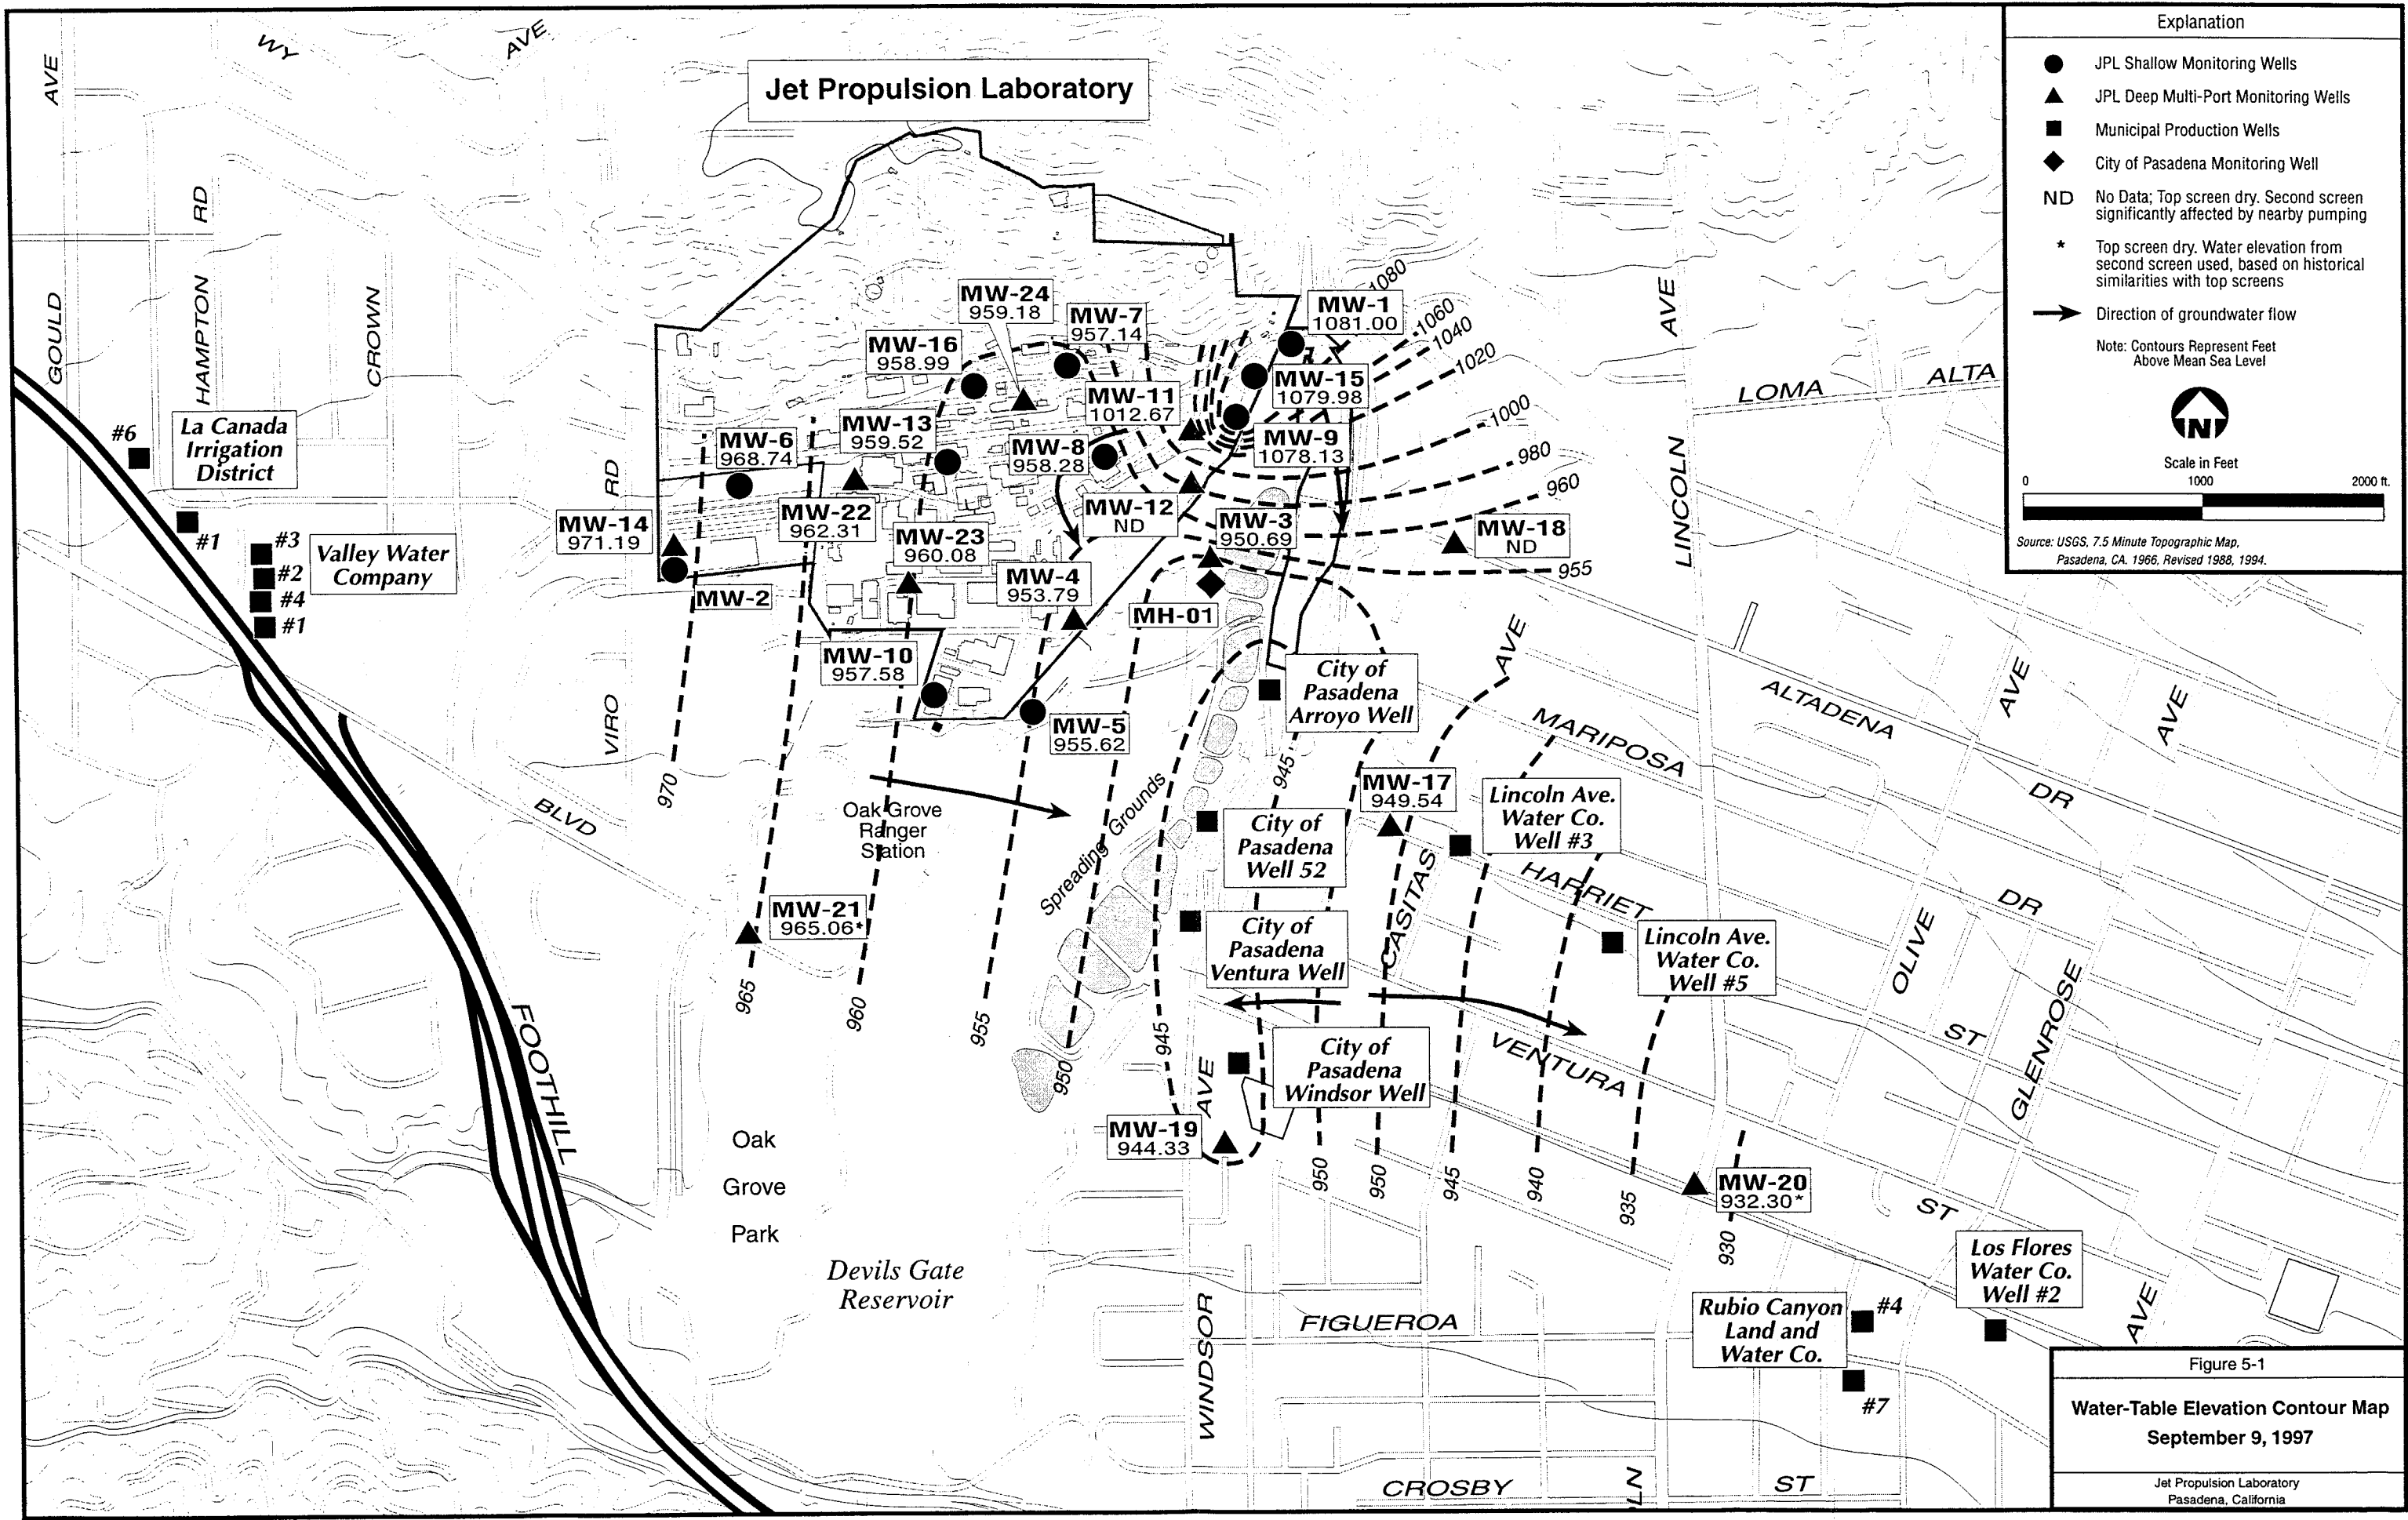 Jet Propulsion Laboratory
Explanation
JPL Shallow Monitoring Wells
JPL Deep Multi-Port Monitoring Wells
Municipal Production Wells
City of Pasadena Monitoring Well
ND No Data; Top screen dry. Second screen
significantly affected by nearby pumping
* Top screen dry. Water elevation from
second screen used, based on historical
similarities with top screens
Direction of groundwater flow
Note: Contours Represent Feet
Above Mean Sea Level
N
Scale in Feet
0 1000 2000 ft.
Source: USGS, 7.5 Minute Topographic Map,
Pasadena, CA. 1966, Revised 1988, 1994.
AVE
WY
AVE
GOULD
HAMPTON
RD
CROWN
RD
VIRO
BLVD
FOOTHILL
#6
La Canada
Irrigation
District
#1
#3
#2
#4
#1
Valley Water
Company
MW-24
959.18
MW-7
957.14
MW-16
958.99
MW-1
1081.00
MW-15
1079.98
MW-11
1012.67
MW-13
959.52
MW-6
968.74
MW-8
958.28
MW-9
1078.13
MW-14
971.19
MW-22
962.31
MW-12
ND
MW-3
950.69
MW-18
ND
MW-23
960.08
MW-4
953.79
MW-2
MH-01
MW-10
957.58
MW-5
955.62
1080
1060
1040
1020
1000
980
960
955
City of
Pasadena
Arroyo Well
945
970
Oak Grove
Ranger
Station
Spreading Grounds
MW-17
949.54
Lincoln Ave.
Water Co.
Well #3
City of
Pasadena
Well 52
MW-21
965.06*
City of
Pasadena
Ventura Well
Lincoln Ave.
Water Co.
Well #5
965
960
955
950
945
City of
Pasadena
Windsor Well
MW-19
944.33
950
950
945
940
935
930
MW-20
932.30*
Oak
Grove
Park
Devils Gate
Reservoir
AVE
WINDSOR
FIGUEROA
CROSBY
ST
LN
AVE
LINCOLN
LOMA
ALTA
AVE
CASITAS
MARIPOSA
ALTADENA
DR
HARRIET
DR
VENTURA
ST
ST
AVE
OLIVE
AVE
GLENROSE
AVE
Rubio Canyon
Land and
Water Co.
#4
#7
Los Flores
Water Co.
Well #2
Figure 5-1
Water-Table Elevation Contour Map
September 9, 1997
Jet Propulsion Laboratory
Pasadena, California